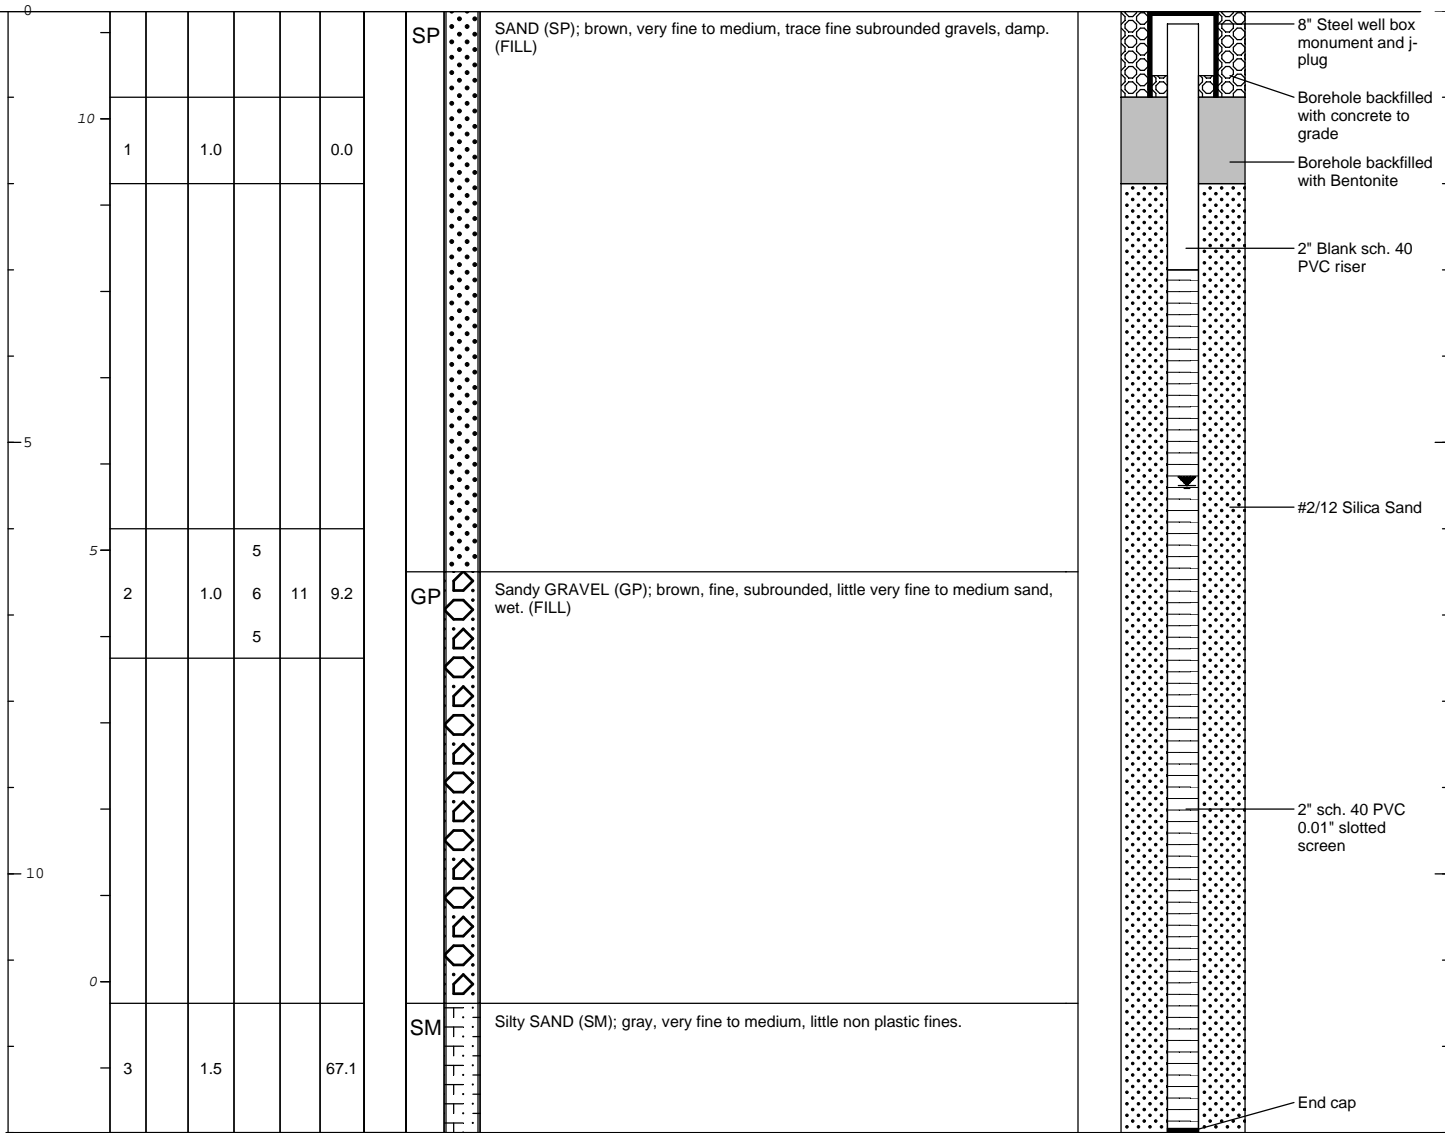 0
SP
SAND (SP); brown, very fine to medium, trace fine subrounded gravels, damp.
(FILL)
8" Steel well box
monument and j-
plug
Borehole backfilled
with concrete to
grade
10
1 1.0 0.0
Borehole backfilled
with Bentonite
2" Blank sch. 40
PVC riser
5
#2/12 Silica Sand
5
5
2 1.0 6 11 9.2
5
GP
Sandy GRAVEL (GP); brown, fine, subrounded, little very fine to medium sand,
wet. (FILL)
2" sch. 40 PVC
0.01" slotted
screen
10
0
SM
Silty SAND (SM); gray, very fine to medium, little non plastic fines.
3 1.5 67.1
End cap